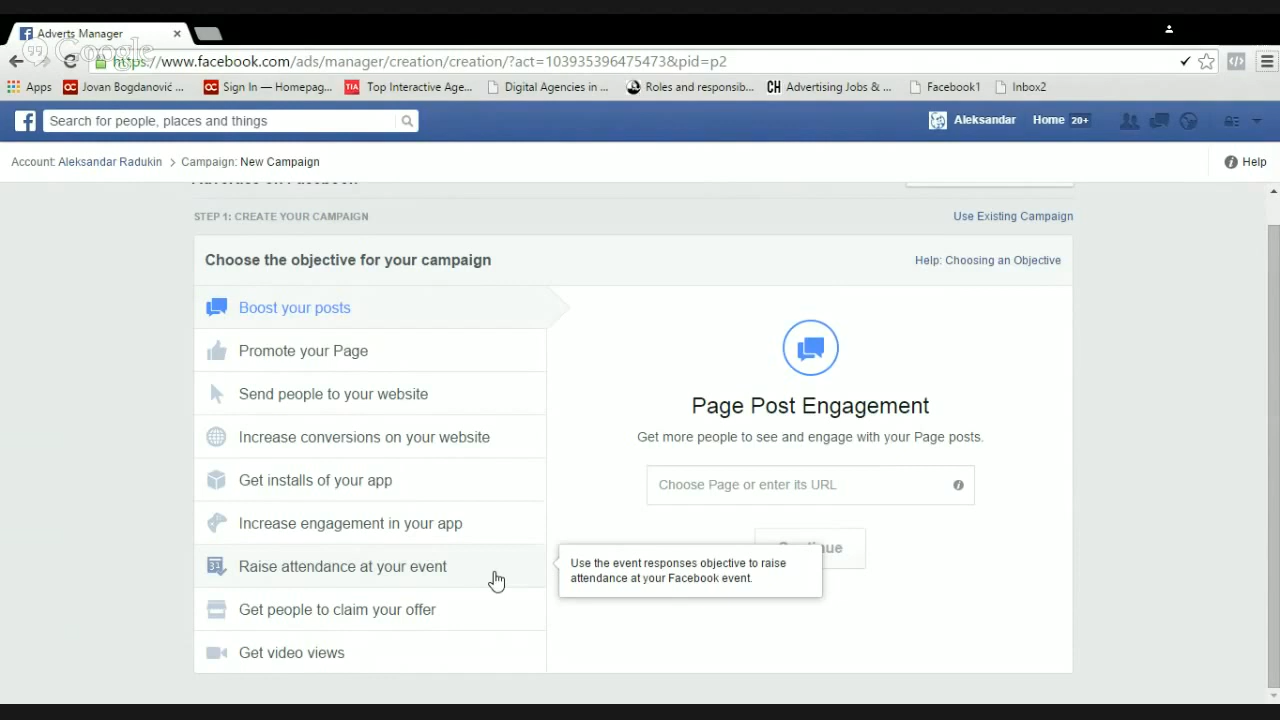 Adverts Manager
Google
https://www.facebook.com/ads/manager/creation/creation/?act=109935396475473&pid=p2
Apps
Jovan Bogdanović ...
Sign In — Homepag...
TIA
Top Interactive Age...
Digital Agencies in ...
Roles and responsib...
CH
Advertising Jobs & ...
Facebook1
Inbox2
Search for people, places and things
Aleksandar
Home 20+
Account: Aleksandar Radukin > Campaign: New Campaign
Help
STEP 1: CREATE YOUR CAMPAIGN
Use Existing Campaign
Choose the objective for your campaign
Help: Choosing an Objective
Boost your posts
Promote your Page
Send people to your website
Increase conversions on your website
Get installs of your app
Increase engagement in your app
31
Raise attendance at your event
Get people to claim your offer
Get video views
Page Post Engagement
Get more people to see and engage with your Page posts.
Choose Page or enter its URL
Use the event responses objective to raise
attendance at your Facebook event.